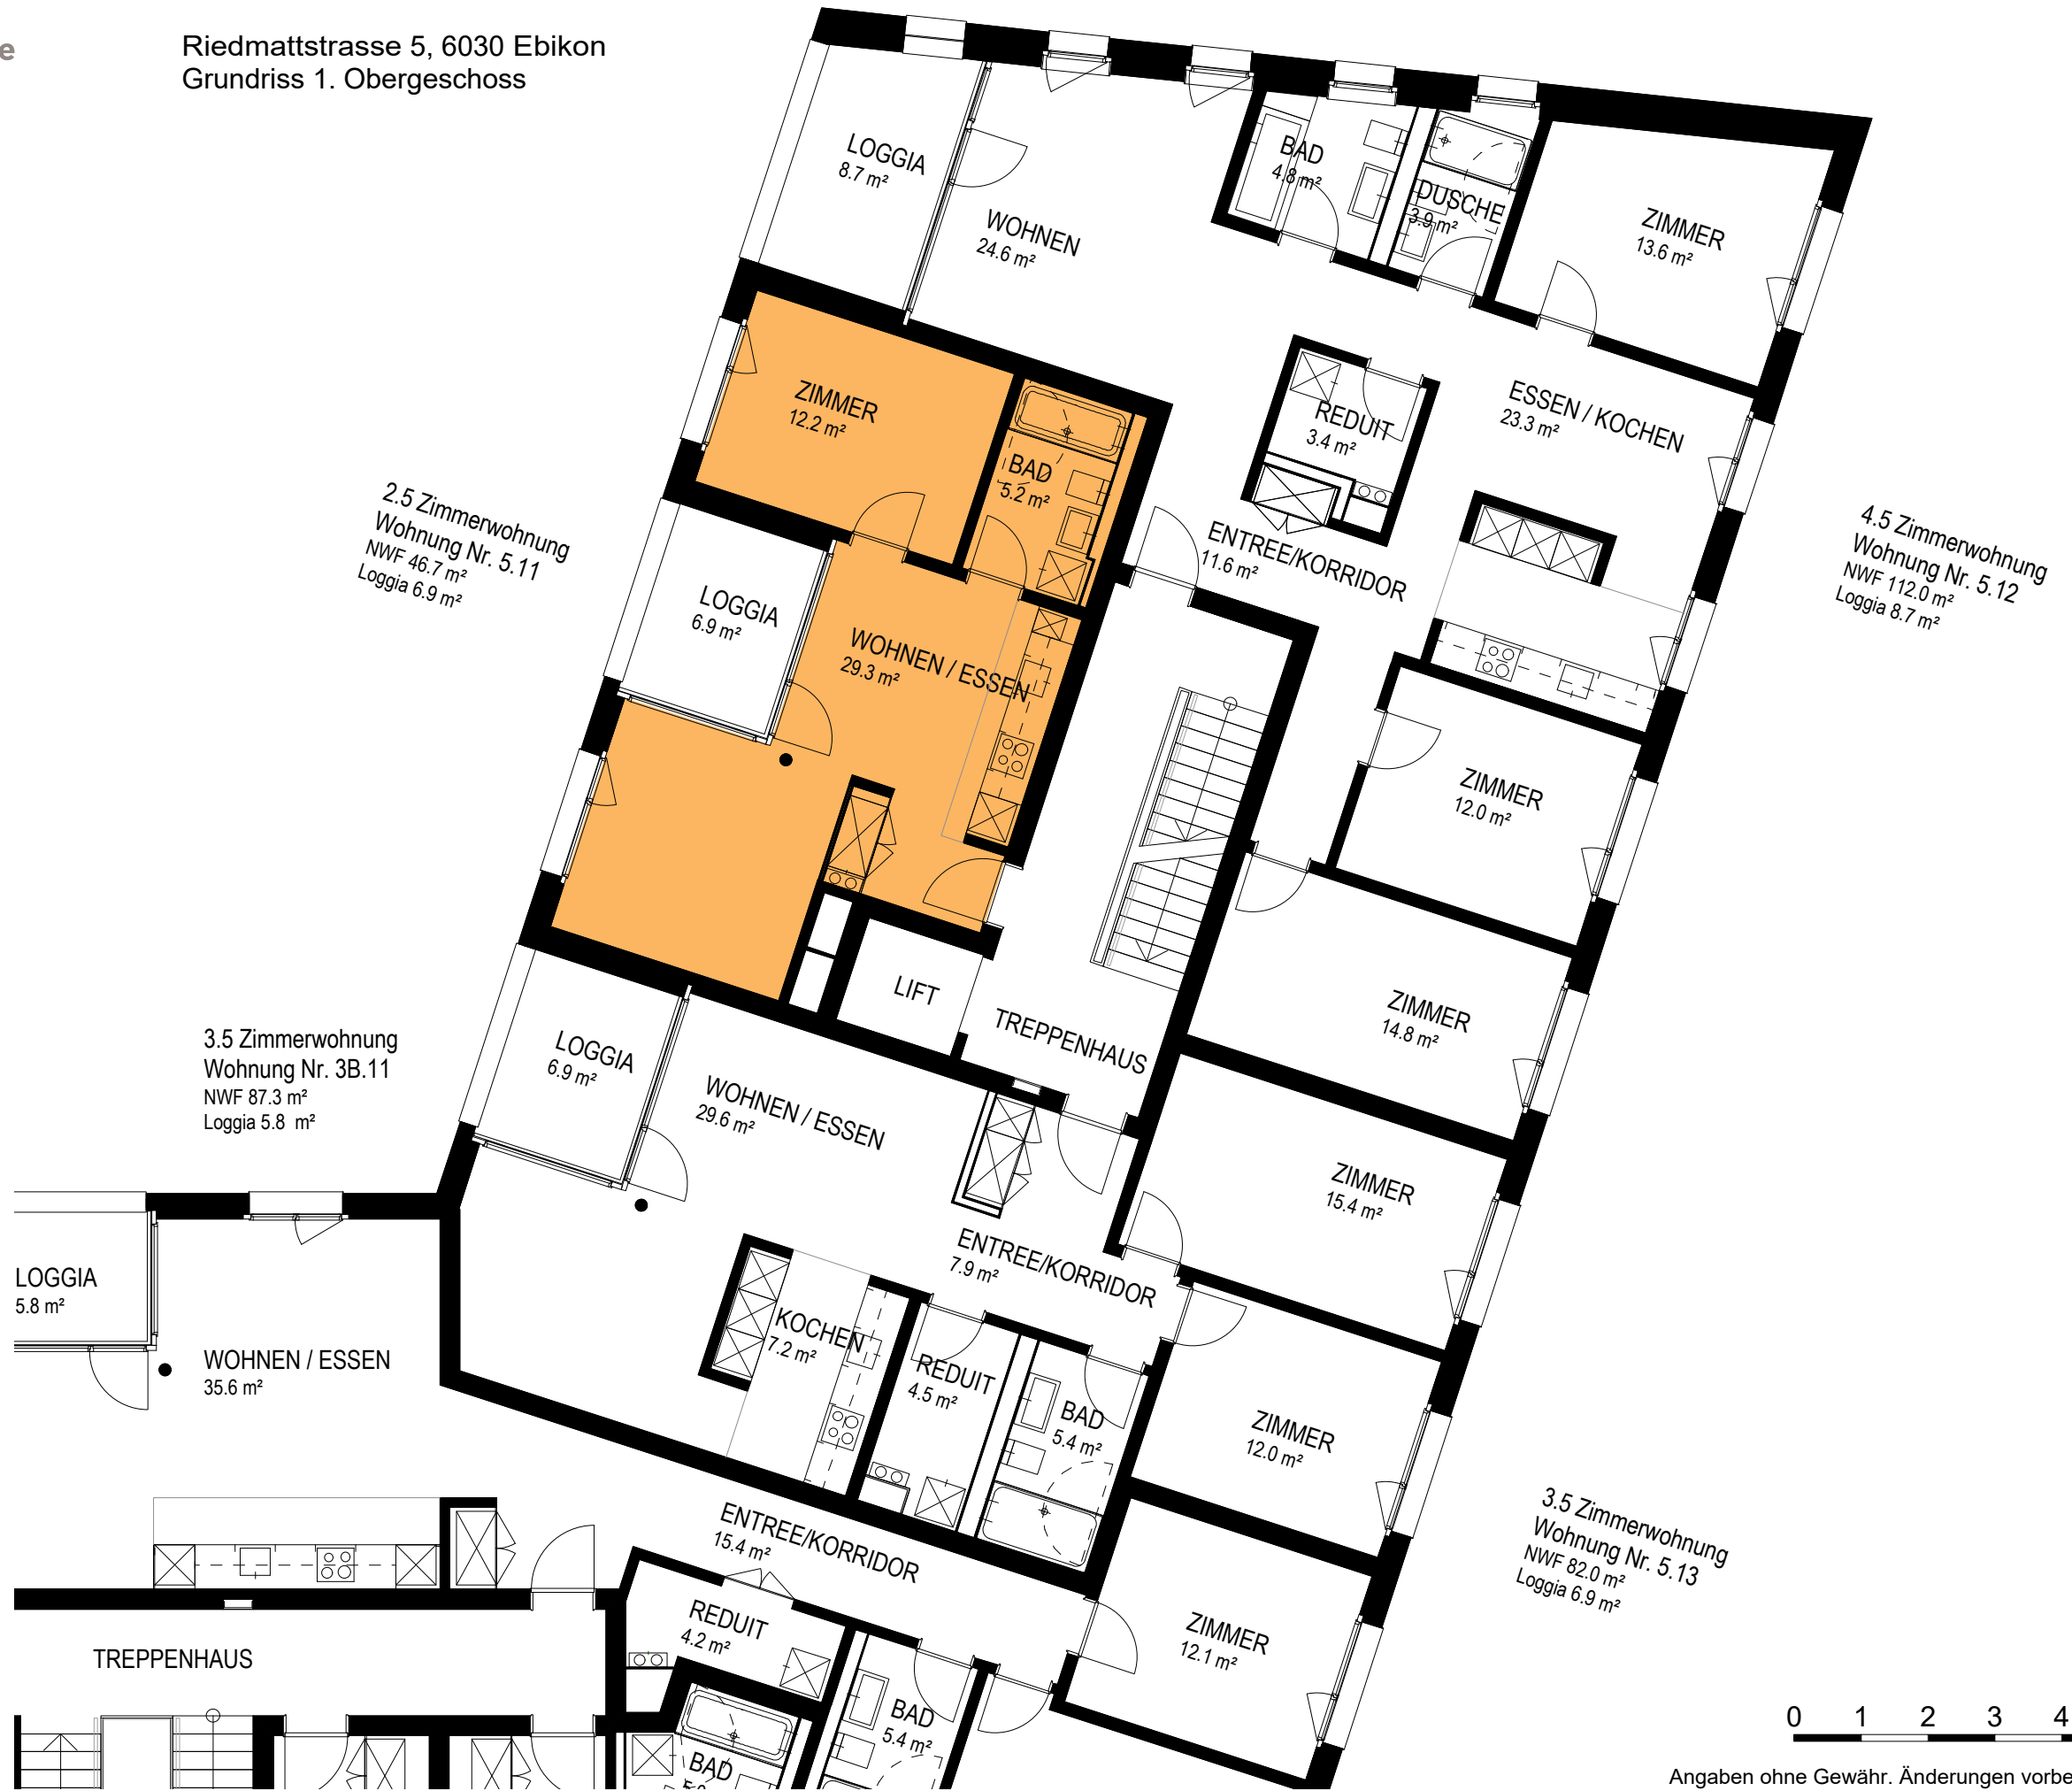 e
Riedmattstrasse 5, 6030 Ebikon
Grundriss 1. Obergeschoss
LOGGIA
8.7 m²
WOHNEN
24.6 m²
BAD
4.8 m²
DUSCHE
3.9 m²
ZIMMER
13.6 m²
ZIMMER
12.2 m²
BAD
5.2 m²
REDUIT
3.4 m²
ESSEN / KOCHEN
23.3 m²
2.5 Zimmerwohnung
Wohnung Nr. 5.11
NWF 46.7 m²
Loggia 6.9 m²
LOGGIA
6.9 m²
WOHNEN / ESSEN
29.3 m²
ENTREE/KORRIDOR
11.6 m²
4.5 Zimmerwohnung
Wohnung Nr. 5.12
NWF 112.0 m²
Loggia 8.7 m²
ZIMMER
12.0 m²
LIFT
TREPPENHAUS
ZIMMER
14.8 m²
3.5 Zimmerwohnung
Wohnung Nr. 3B.11
NWF 87.3 m²
Loggia 5.8 m²
LOGGIA
6.9 m²
WOHNEN / ESSEN
29.6 m²
ZIMMER
15.4 m²
ENTREE/KORRIDOR
7.9 m²
LOGGIA
5.8 m²
WOHNEN / ESSEN
35.6 m²
KOCHEN
7.2 m²
REDUIT
4.5 m²
BAD
5.4 m²
ZIMMER
12.0 m²
3.5 Zimmerwohnung
Wohnung Nr. 5.13
NWF 82.0 m²
Loggia 6.9 m²
ENTREE/KORRIDOR
15.4 m²
REDUIT
4.2 m²
ZIMMER
12.1 m²
TREPPENHAUS
BAD
5.4 m²
BAD
0 1 2 3 4
Angaben ohne Gewähr. Änderungen vorbe